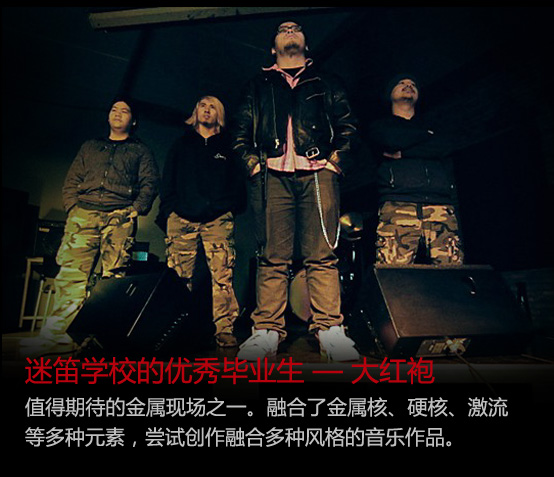 迷笛学校的优秀毕业生 — 大红袍
值得期待的金属现场之一。融合了金属核、硬核、激流
等多种元素，尝试创作融合多种风格的音乐作品。